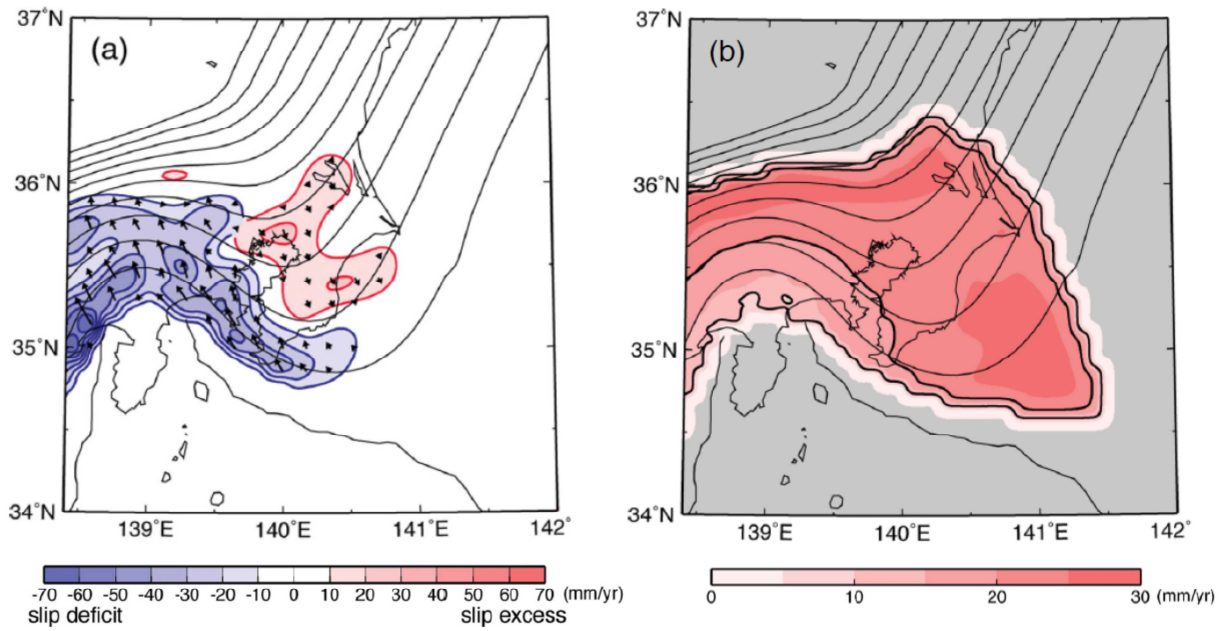 (a)
37°N
36°N
35°N
34°N
139°E 140°E 141°E 142°
-70 -60 -50 -40 -30 -20 -10 0 10 20 30 40 50 60 70 (mm/yr)
slip deficit slip excess
(b)
37°N
36°N
35°N
34°N
139°E 140°E 141°E 142°
0 10 20 30 (mm/yr)